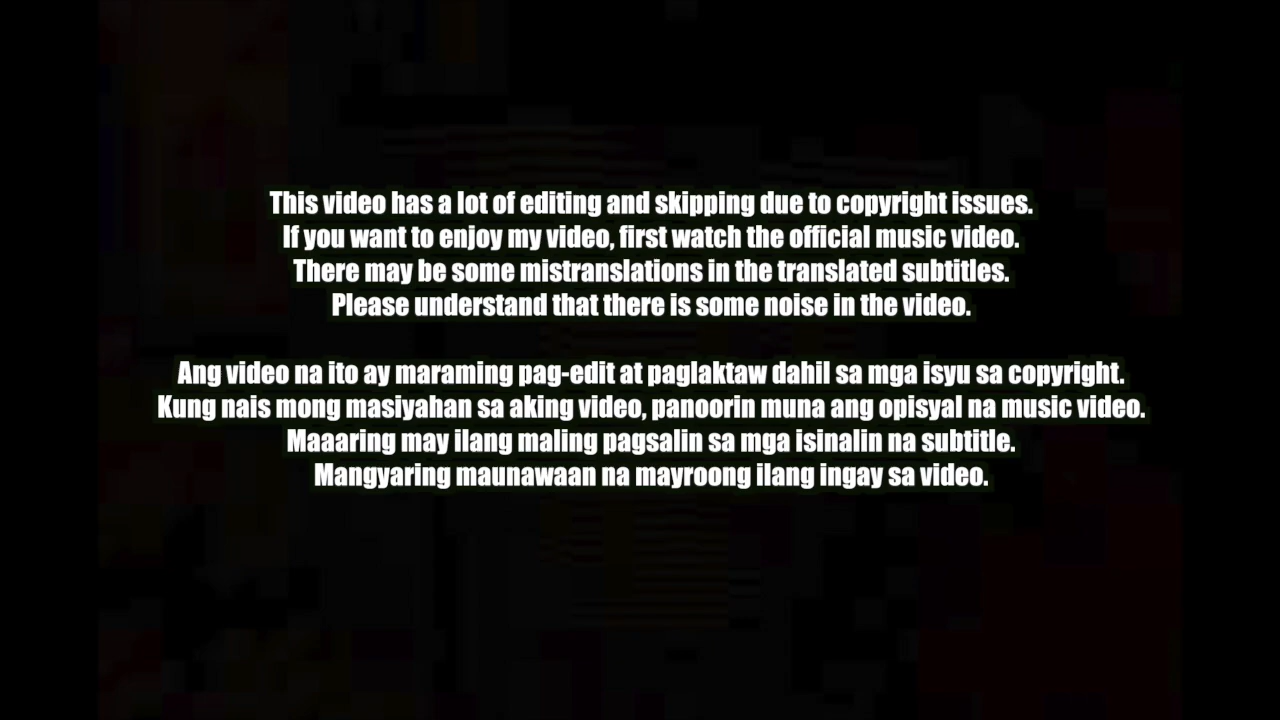 This video has a lot of editing and skipping due to copyright issues.
If you want to enjoy my video, first watch the official music video.
There may be some mistranslations in the translated subtitles.
Please understand that there is some noise in the video.
Ang video na ito ay maraming pag-edit at paglaktaw dahil sa mga isyu sa copyright.
Kung nais mong masiyahan sa aking video, panoorin muna ang opisyal na music video.
Maaaring may ilang maling pagsalin sa mga isinalin na subtitle.
Mangyaring maunawaan na mayroong ilang ingay sa video.